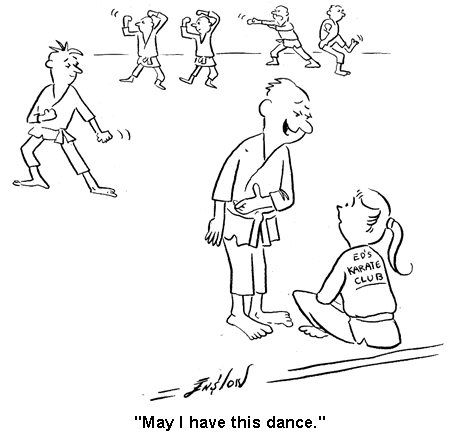 ED'S
KARATE
CLUB
ENSLOW
"May I have this dance."